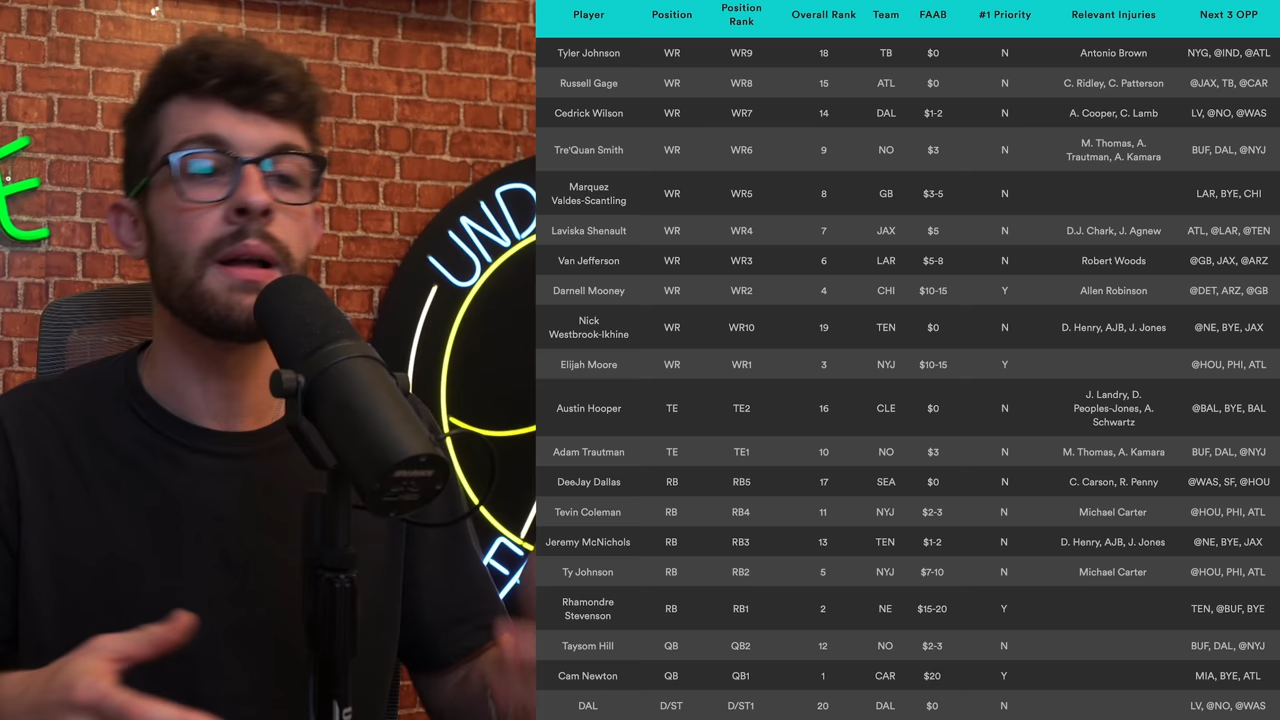 UND
E
Player Position Position Rank Overall Rank Team FAAB #1 Priority Relevant Injuries Next 3 OPP
Tyler Johnson WR WR9 18 TB $0 N Antonio Brown NYG, @IND, @ATL
Russell Gage WR WR8 15 ATL $0 N C. Ridley, C. Patterson @JAX, TB, @CAR
Cedrick Wilson WR WR7 14 DAL $1-2 N A. Cooper, C. Lamb LV, @NO, @WAS
Tre'Quan Smith WR WR6 9 NO $3 N M. Thomas, A. Trautman, A. Kamara BUF, DAL, @NYJ
Marquez Valdes-Scantling WR WR5 8 GB $3-5 N LAR, BYE, CHI
Laviska Shenault WR WR4 7 JAX $5 N D.J. Chark, J. Agnew ATL, @LAR, @TEN
Van Jefferson WR WR3 6 LAR $5-8 N Robert Woods @GB, JAX, @ARZ
Darnell Mooney WR WR2 4 CHI $10-15 Y Allen Robinson @DET, ARZ, @GB
Nick Westbrook-Ikhine WR WR10 19 TEN $0 N D. Henry, AJB, J. Jones @NE, BYE, JAX
Elijah Moore WR WR1 3 NYJ $10-15 Y @HOU, PHI, ATL
Austin Hooper TE TE2 16 CLE $0 N J. Landry, D. Peoples-Jones, A. Schwartz @BAL, BYE, BAL
Adam Trautman TE TE1 10 NO $3 N M. Thomas, A. Kamara BUF, DAL, @NYJ
DeeJay Dallas RB RB5 17 SEA $0 N C. Carson, R. Penny @WAS, SF, @HOU
Tevin Coleman RB RB4 11 NYJ $2-3 N Michael Carter @HOU, PHI, ATL
Jeremy McNichols RB RB3 13 TEN $1-2 N D. Henry, AJB, J. Jones @NE, BYE, JAX
Ty Johnson RB RB2 5 NYJ $7-10 N Michael Carter @HOU, PHI, ATL
Rhamondre Stevenson RB RB1 2 NE $15-20 Y TEN, @BUF, BYE
Taysom Hill QB QB2 12 NO $2-3 N BUF, DAL, @NYJ
Cam Newton QB QB1 1 CAR $20 Y MIA, BYE, ATL
DAL D/ST D/ST1 20 DAL $0 N LV, @NO, @WAS